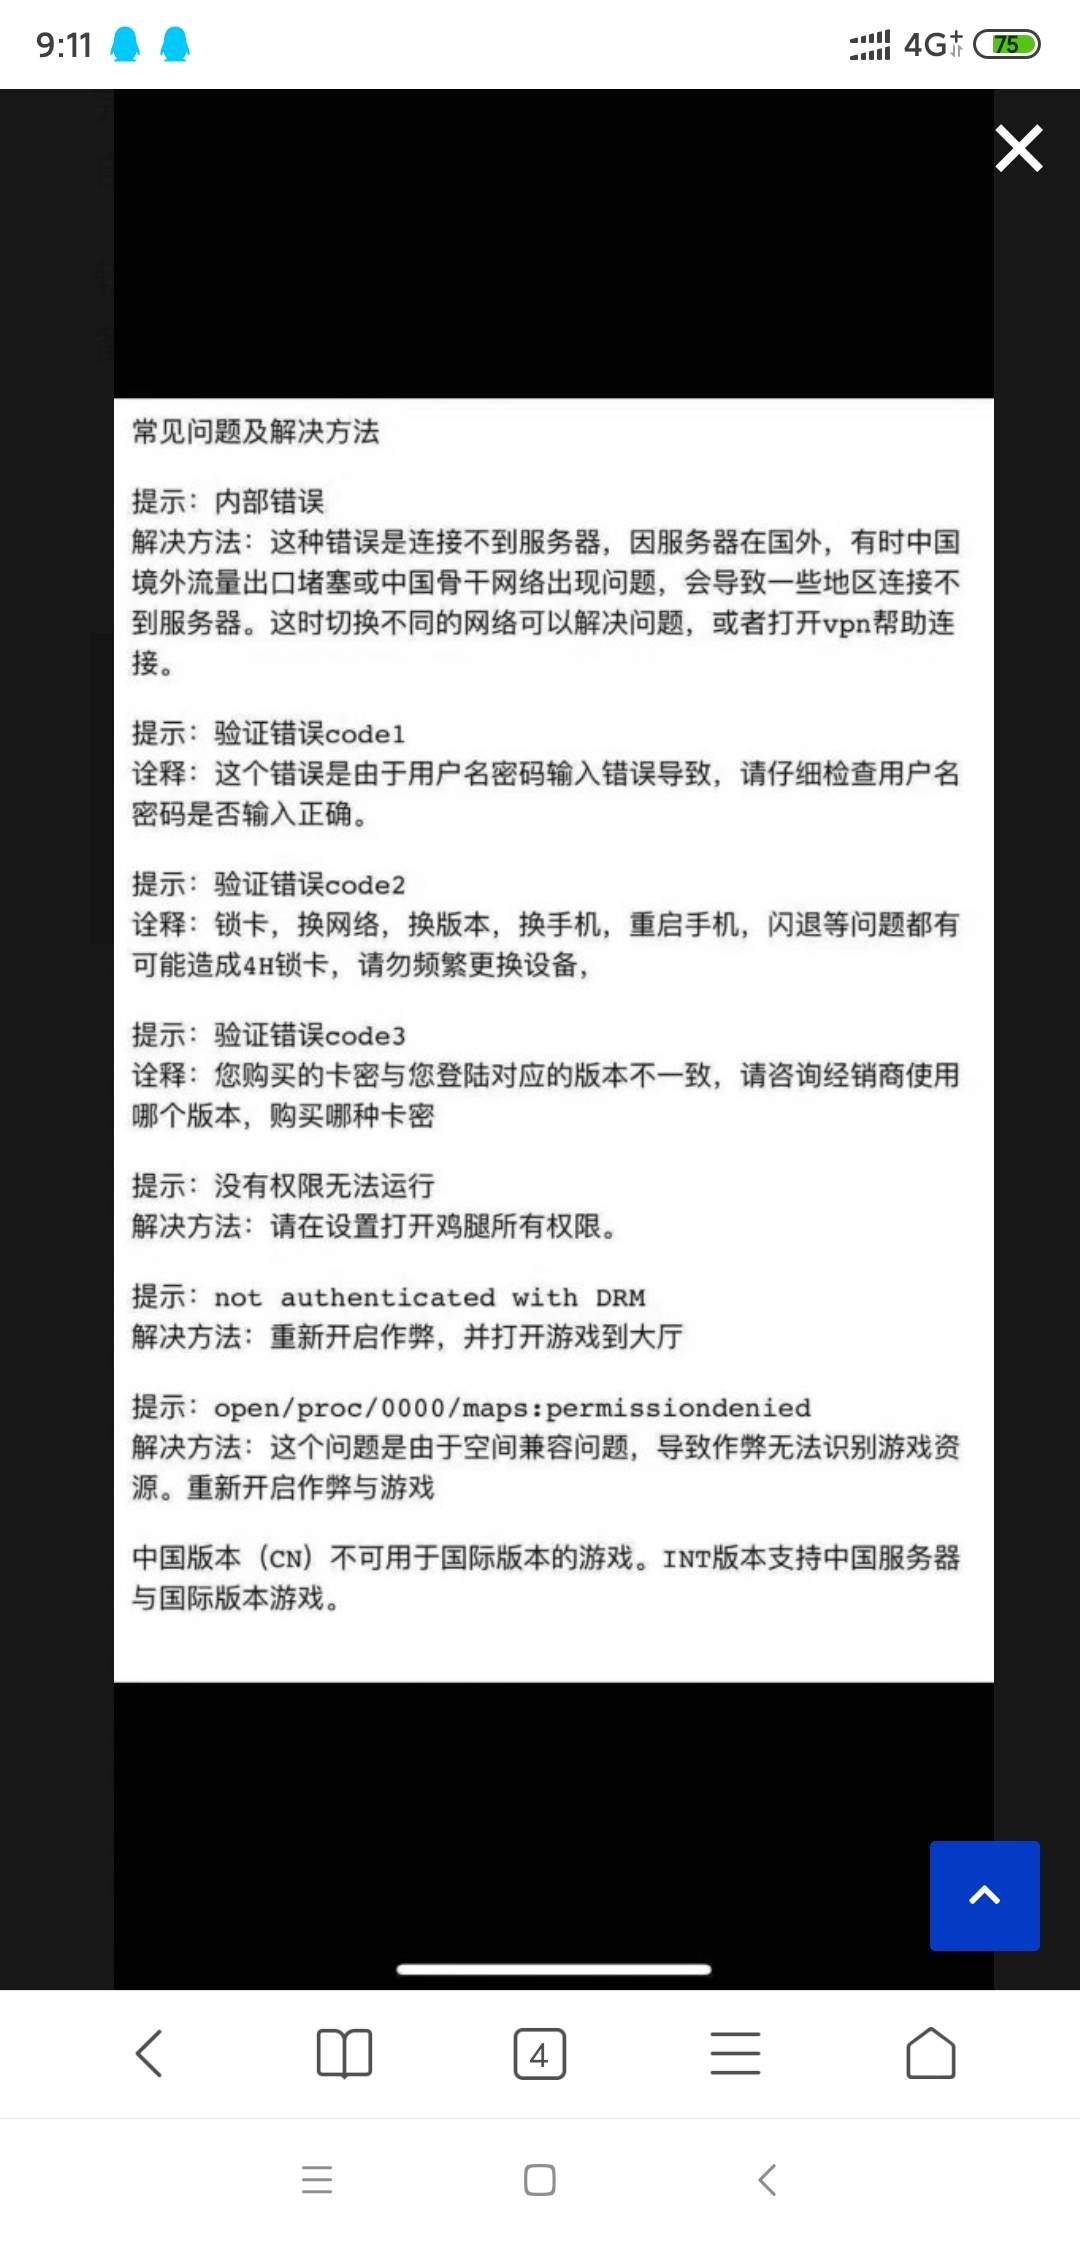 9:11
4G+
75
常见问题及解决方法
提示：内部错误
解决方法：这种错误是连接不到服务器，因服务器在国外，有时中国
境外流量出口堵塞或中国骨干网络出现问题，会导致一些地区连接不
到服务器。这时切换不同的网络可以解决问题，或者打开vpn帮助连
接。
提示：验证错误code1
诠释：这个错误是由于用户名密码输入错误导致，请仔细检查用户名
密码是否输入正确。
提示：验证错误code2
诠释：锁卡，换网络，换版本，换手机，重启手机，闪退等问题都有
可能造成4H锁卡，请勿频繁更换设备，
提示：验证错误code3
诠释：您购买的卡密与您登陆对应的版本不一致，请咨询经销商使用
哪个版本，购买哪种卡密
提示：没有权限无法运行
解决方法：请在设置打开鸡腿所有权限。
提示：not authenticated with DRM
解决方法：重新开启作弊，并打开游戏到大厅
提示：open/proc/0000/maps:permissiondenied
解决方法：这个问题是由于空间兼容问题，导致作弊无法识别游戏资
源。重新开启作弊与游戏
中国版本（CN）不可用于国际版本的游戏。INT版本支持中国服务器
与国际版本游戏。
4